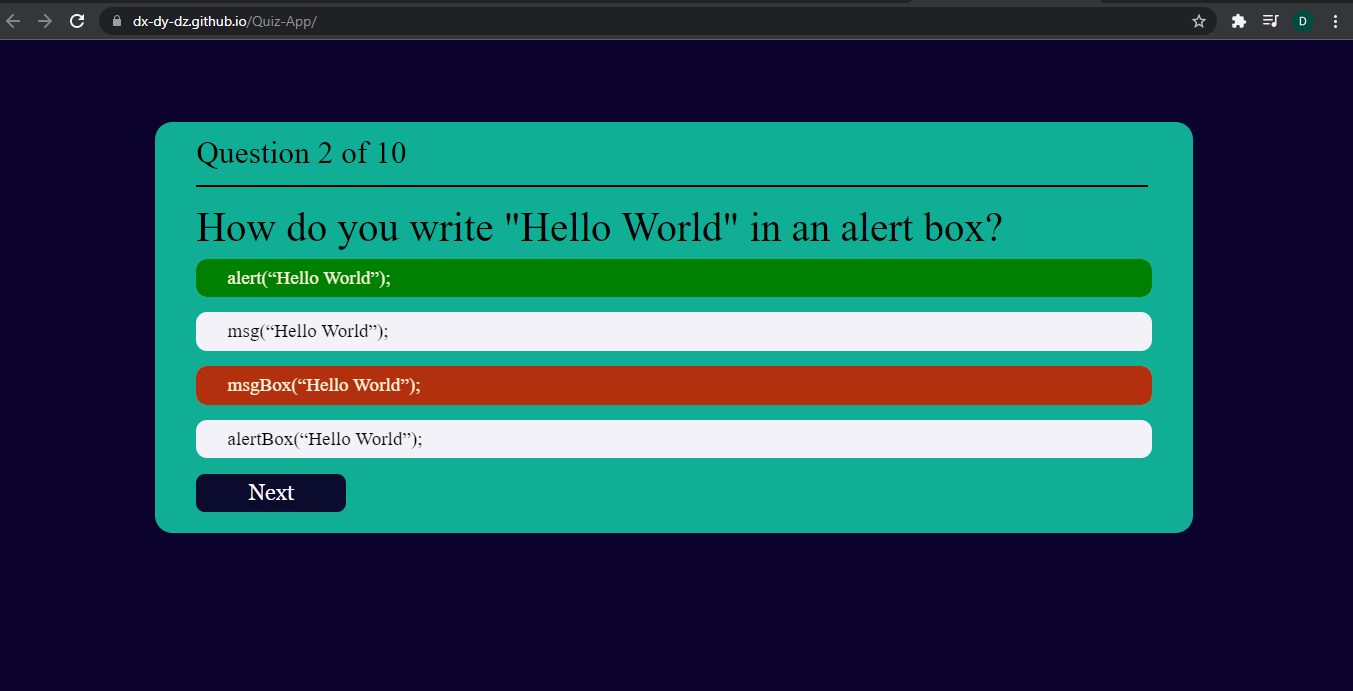 dx-dy-dz.github.io/Quiz-App/
D
Question 2 of 10
How do you write "Hello World" in an alert box?
alert(“Hello World”);
msg(“Hello World”);
msgBox(“Hello World”);
alertBox(“Hello World”);
Next